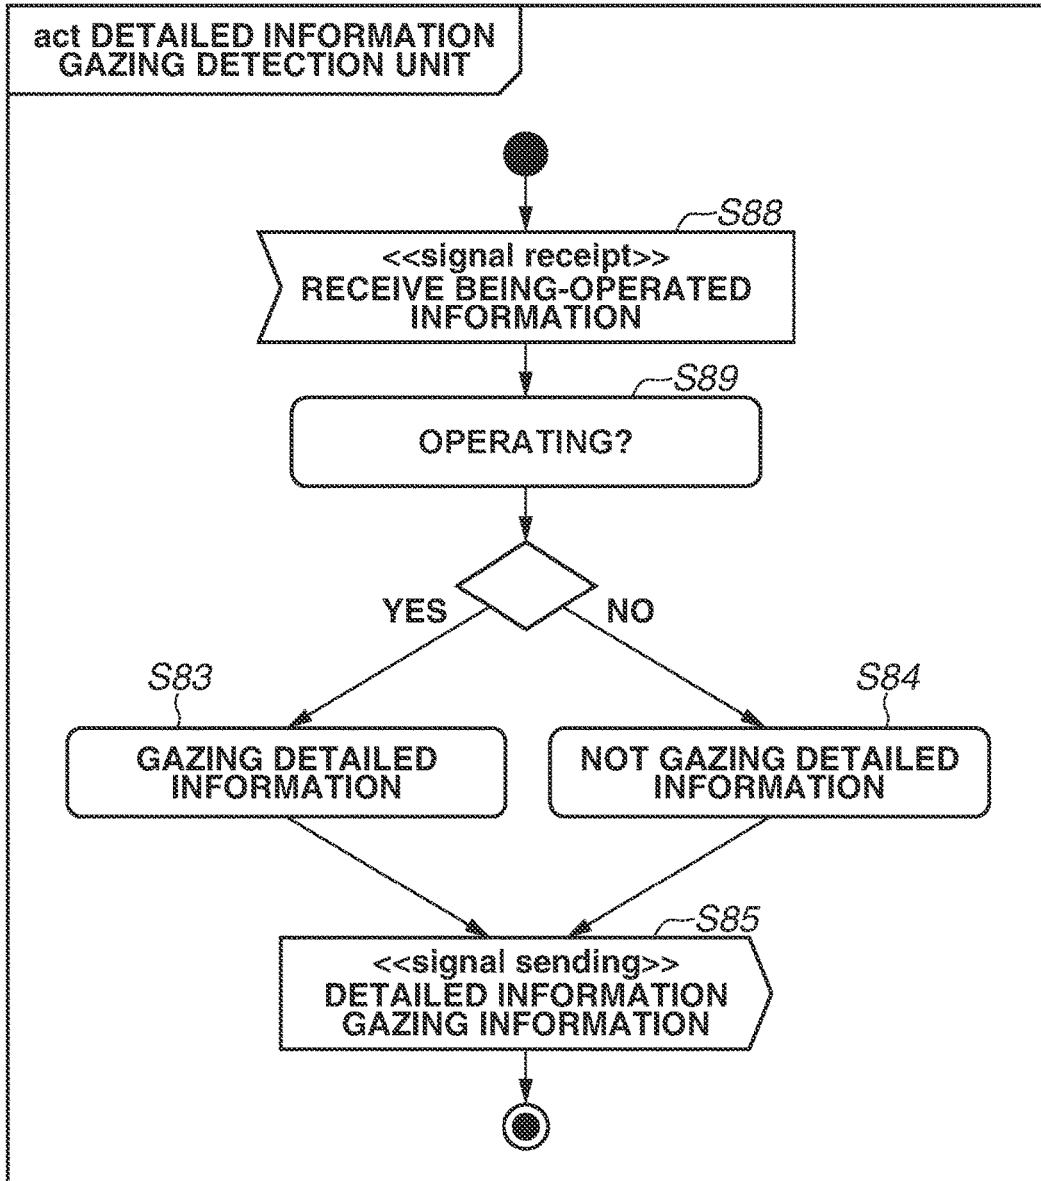 act DETAILED INFORMATION
GAZING DETECTION UNIT
S88
<<signal receipt>>
RECEIVE BEING-OPERATED
INFORMATION
S89
OPERATING?
YES
NO
S83
S84
GAZING DETAILED
INFORMATION
NOT GAZING DETAILED
INFORMATION
S85
<<signal sending>>
DETAILED INFORMATION
GAZING INFORMATION